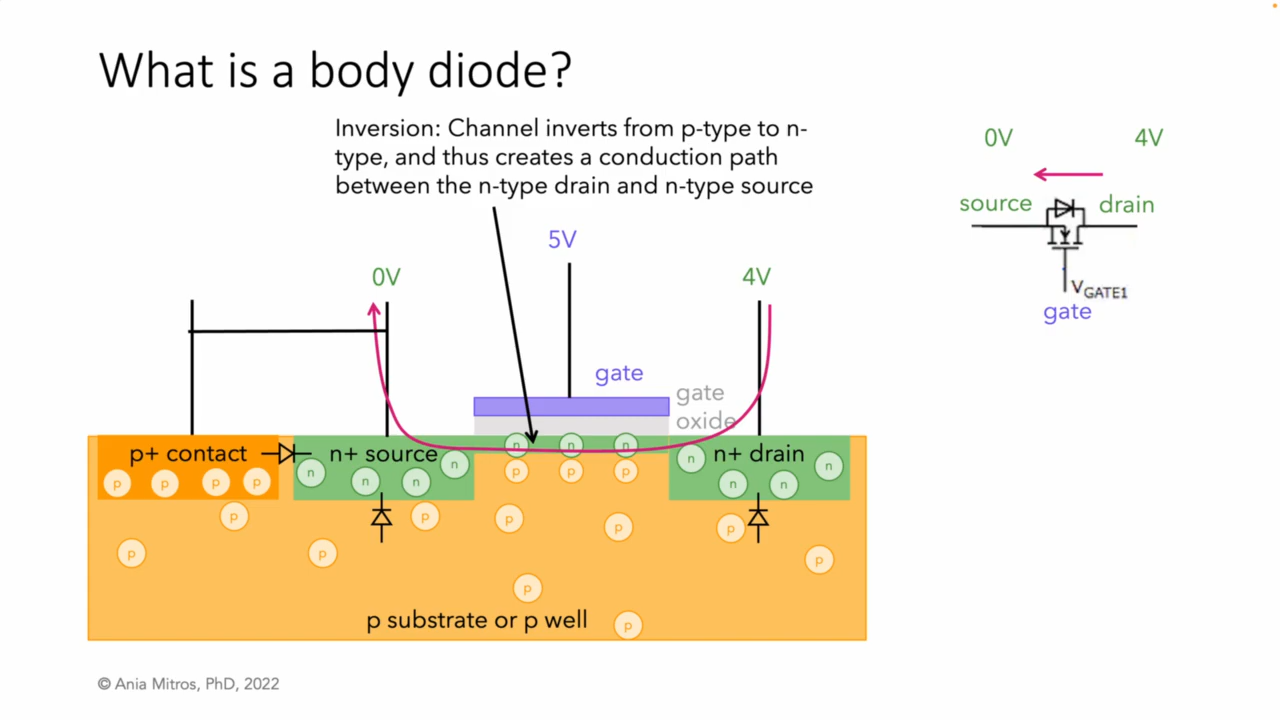 What is a body diode?
Inversion: Channel inverts from p-type to n-
type, and thus creates a conduction path
between the n-type drain and n-type source
0V
4V
source
drain
VGATE1
gate
5V
0V
4V
gate
gate
oxide
p+ contact
n+ source
n+ drain
n n n
n n n n
n n n n
p p p p
p p p
p p p p p
p p p
p
p substrate or p well
p
© Ania Mitros, PhD, 2022